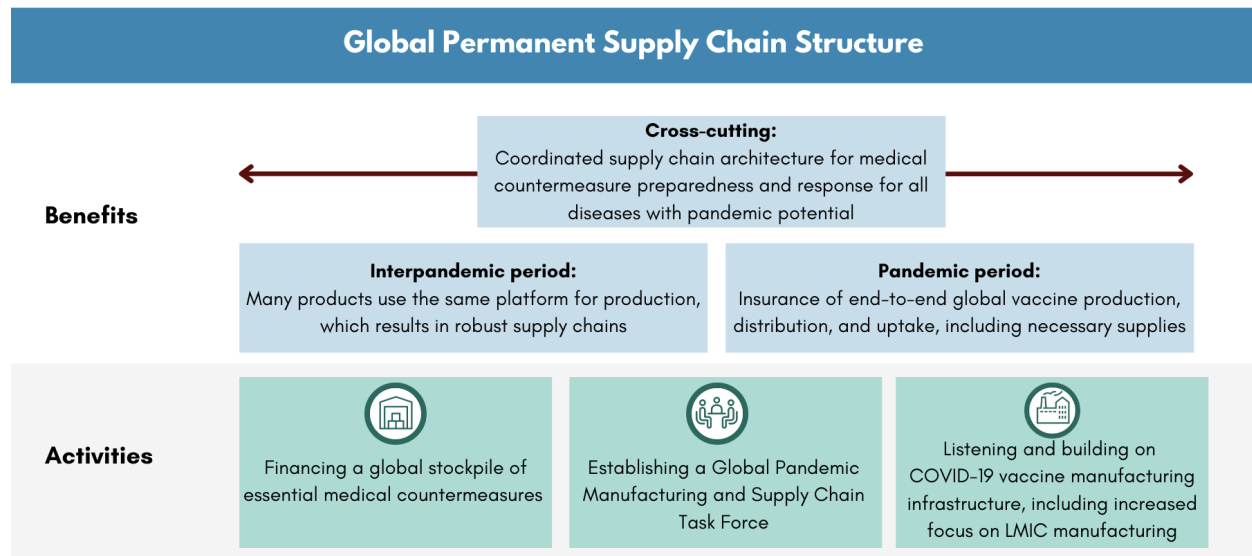 Global Permanent Supply Chain Structure
Benefits
Cross-cutting:
Coordinated supply chain architecture for medical
countermeasure preparedness and response for all
diseases with pandemic potential
Interpandemic period:
Many products use the same platform for production,
which results in robust supply chains
Pandemic period:
Insurance of end-to-end global vaccine production,
distribution, and uptake, including necessary supplies
Activities
Financing a global stockpile of
essential medical countermeasures
Establishing a Global Pandemic
Manufacturing and Supply Chain
Task Force
Listening and building on
COVID-19 vaccine manufacturing
infrastructure, including increased
focus on LMIC manufacturing